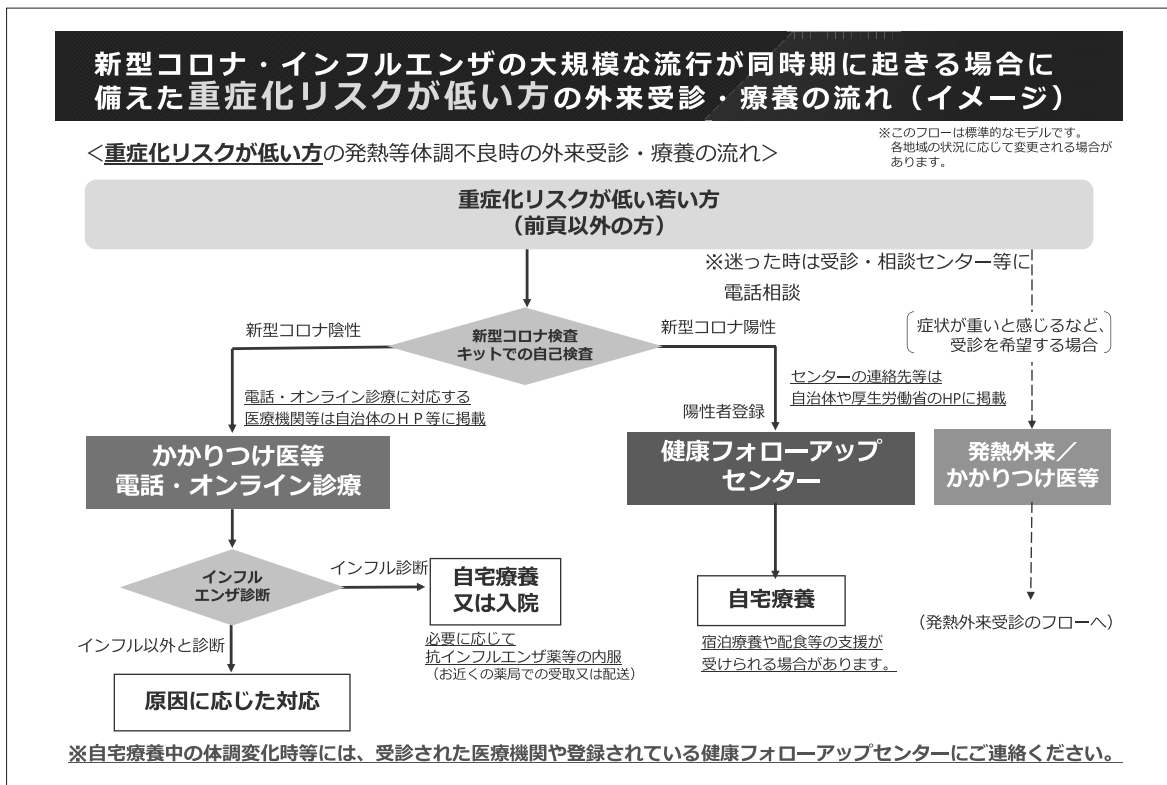 新型コロナ・インフルエンザの大規模な流行が同時期に起きる場合に
備えた重症化リスクが低い方の外来受診・療養の流れ（イメージ）
※このフローは標準的なモデルです。
各地域の状況に応じて変更される場合が
あります。
＜重症化リスクが低い方の発熱等体調不良時の外来受診・療養の流れ＞
重症化リスクが低い若い方
（前頁以外の方）
※迷った時は受診・相談センター等に
電話相談
新型コロナ陰性
新型コロナ検査
キットでの自己検査
新型コロナ陽性
症状が重いと感じるなど、
受診を希望する場合
電話・オンライン診療に対応する
医療機関等は自治体のＨＰ等に掲載
センターの連絡先等は
自治体や厚生労働省のHPに掲載
陽性者登録
かかりつけ医等
電話・オンライン診療
健康フォローアップ
センター
発熱外来／
かかりつけ医等
インフル
エンザ診断
インフル診断
自宅療養
又は入院
必要に応じて
抗インフルエンザ薬等の内服
（お近くの薬局での受取又は配送）
インフル以外と診断
原因に応じた対応
自宅療養
宿泊療養や配食等の支援が
受けられる場合があります。
（発熱外来受診のフローへ）
※自宅療養中の体調変化時等には、受診された医療機関や登録されている健康フォローアップセンターにご連絡ください。